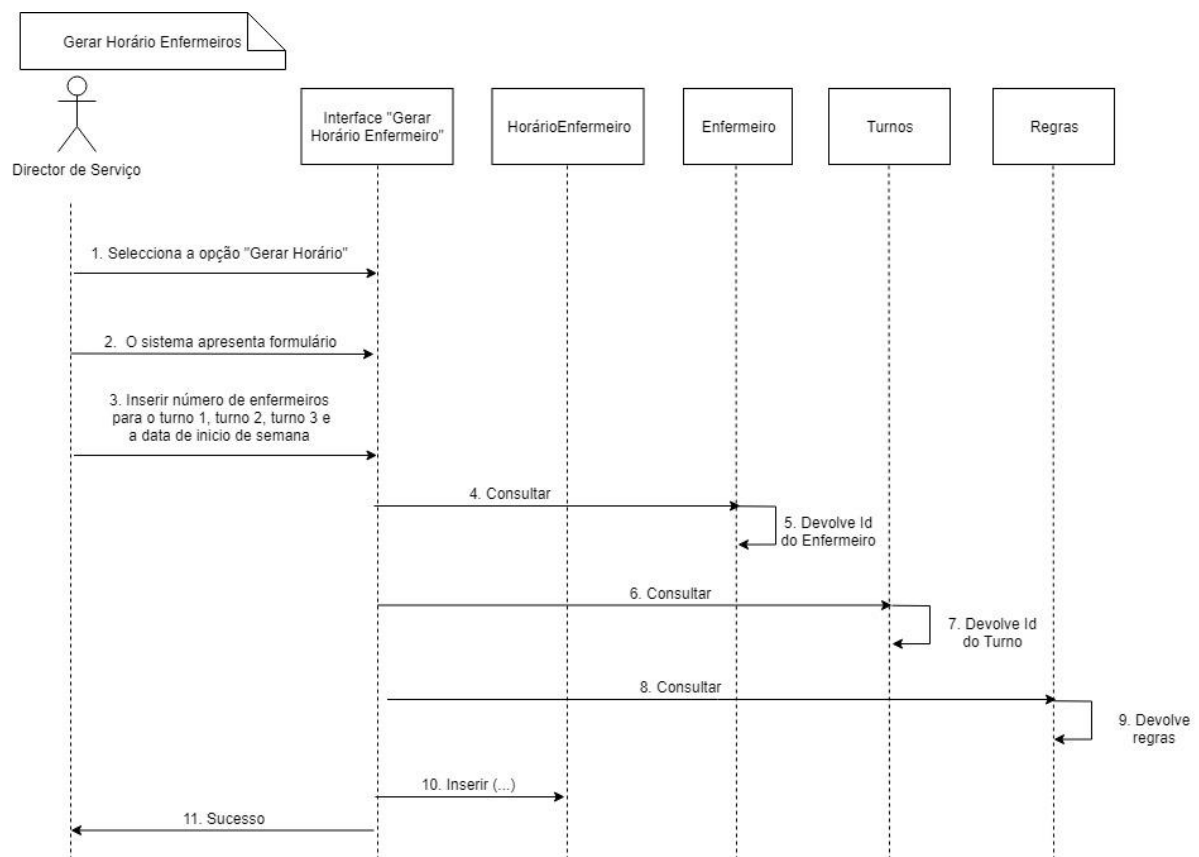 Gerar Horário Enfermeiros
Director de Serviço
Interface "Gerar
Horário Enfermeiro"
HorárioEnfermeiro
Enfermeiro
Turnos
Regras
1. Selecciona a opção "Gerar Horário"
2. O sistema apresenta formulário
3. Inserir número de enfermeiros
para o turno 1, turno 2, turno 3 e
a data de inicio de semana
4. Consultar
5. Devolve Id
do Enfermeiro
6. Consultar
7. Devolve Id
do Turno
8. Consultar
9. Devolve
regras
10. Inserir (...)
11. Sucesso